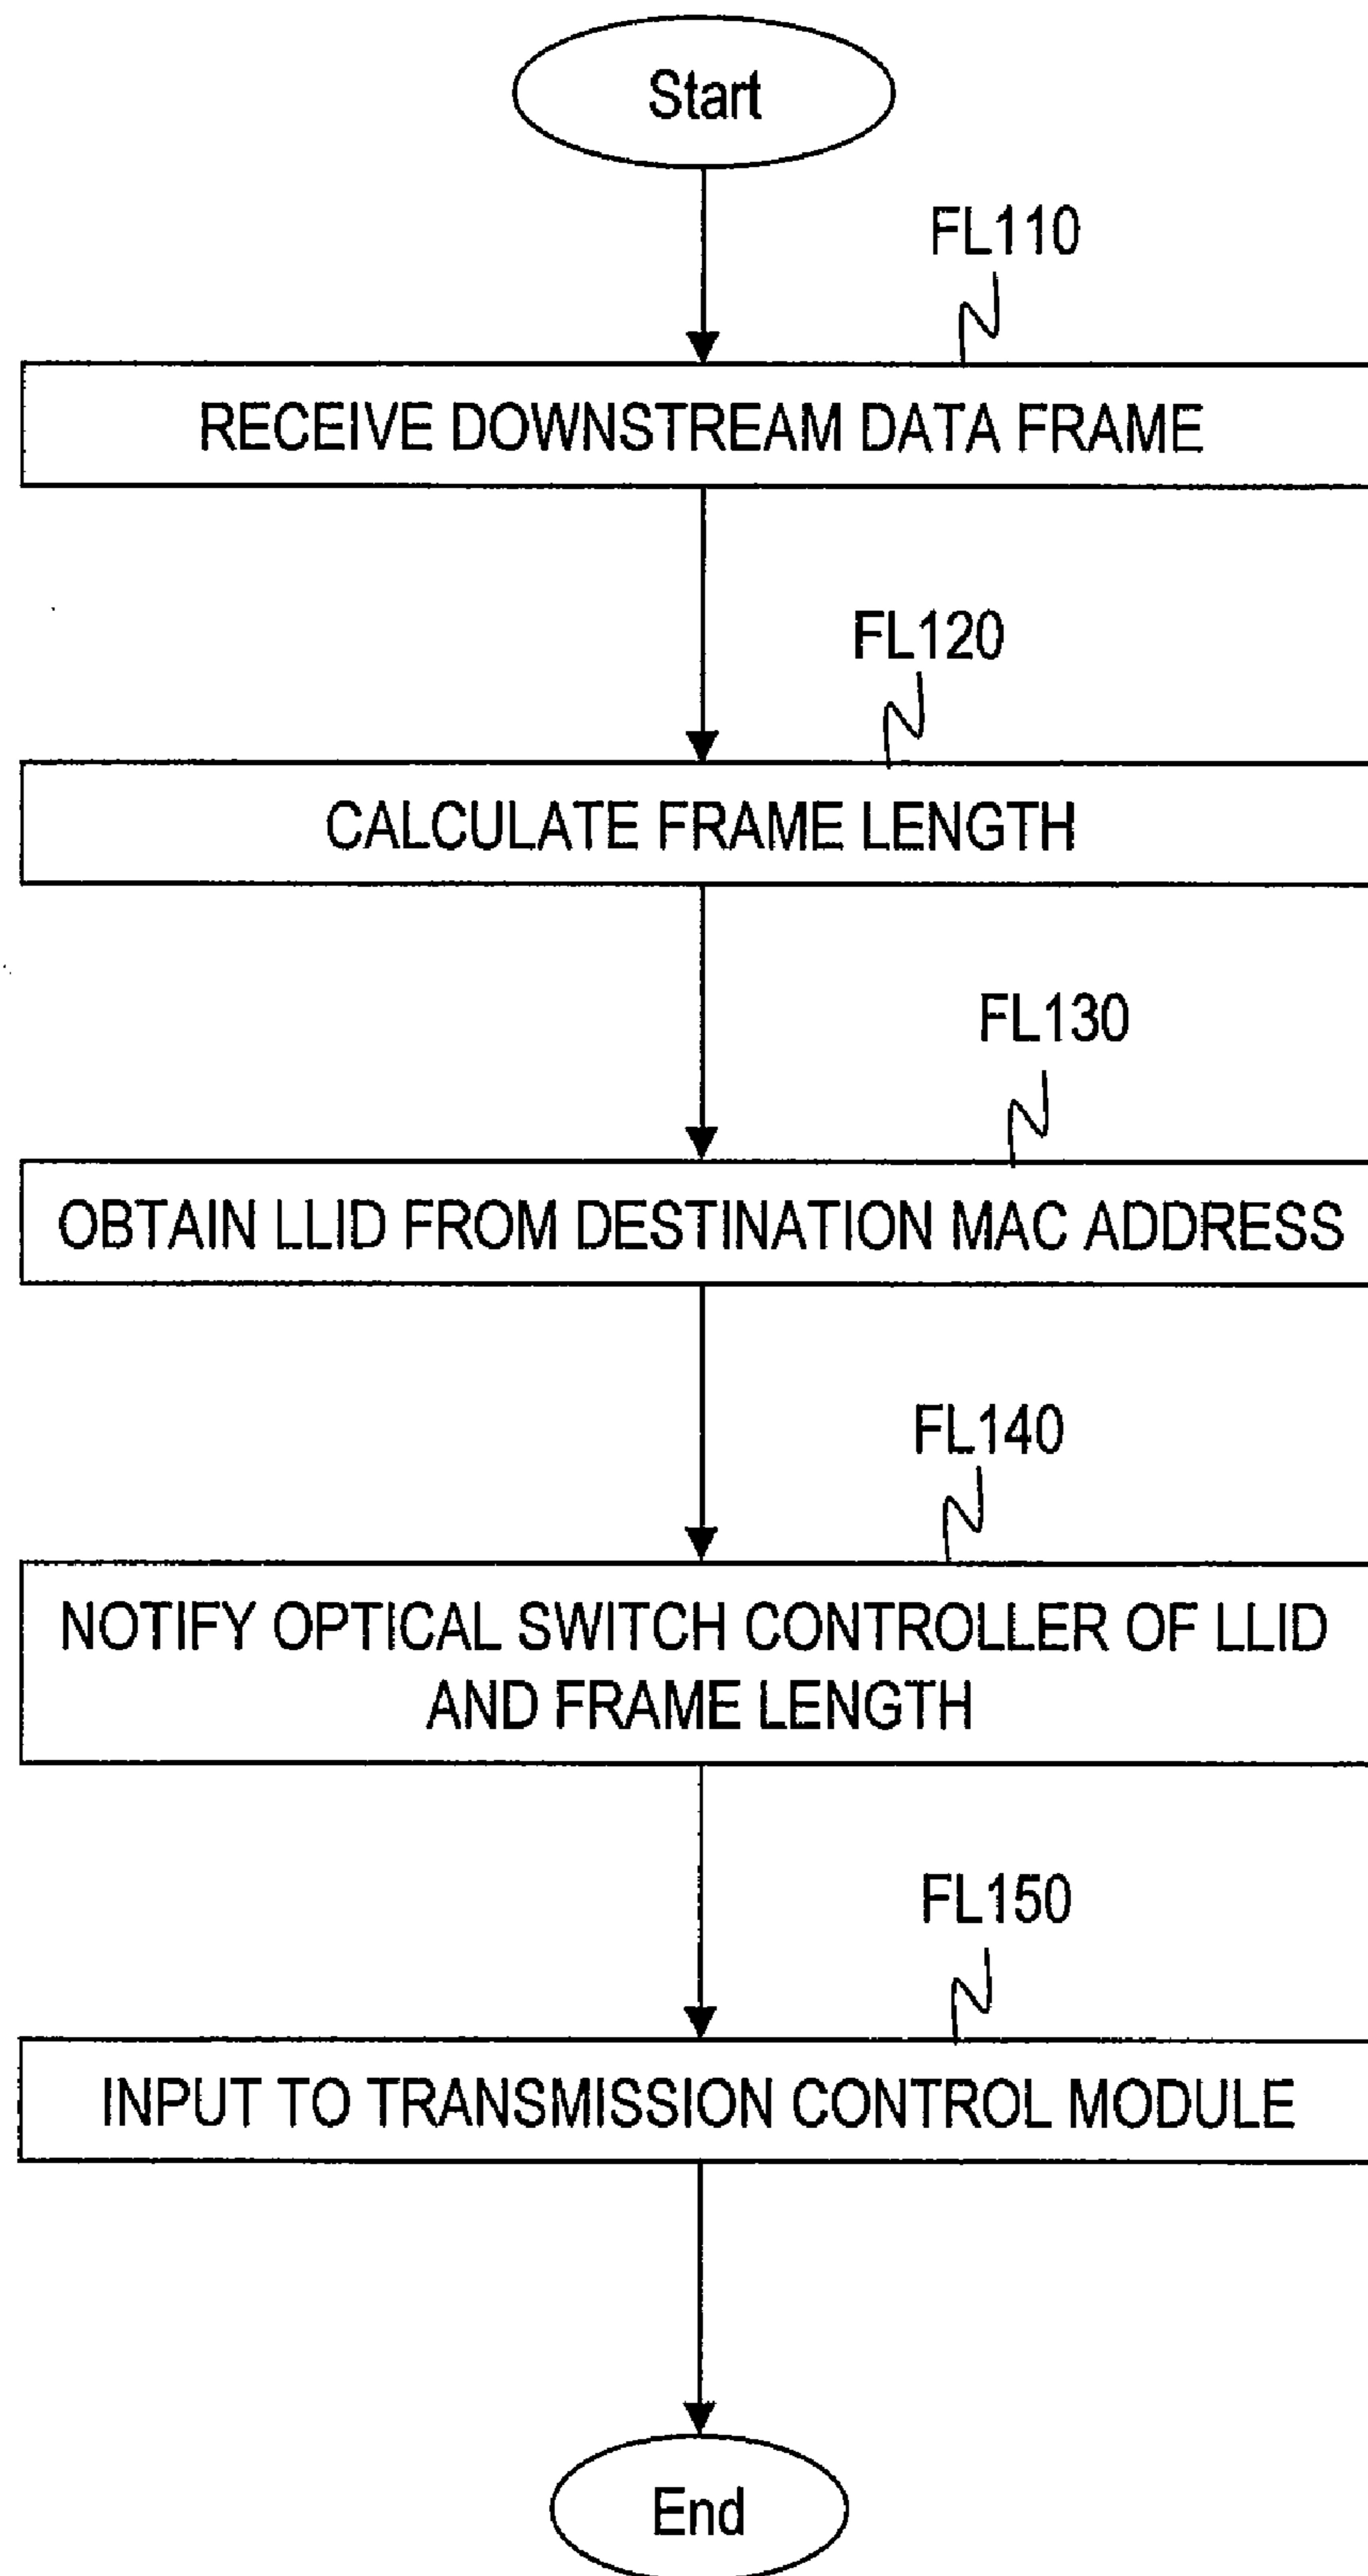 Start
FL110
RECEIVE DOWNSTREAM DATA FRAME
FL120
CALCULATE FRAME LENGTH
FL130
OBTAIN LLID FROM DESTINATION MAC ADDRESS
FL140
NOTIFY OPTICAL SWITCH CONTROLLER OF LLID
AND FRAME LENGTH
FL150
INPUT TO TRANSMISSION CONTROL MODULE
End